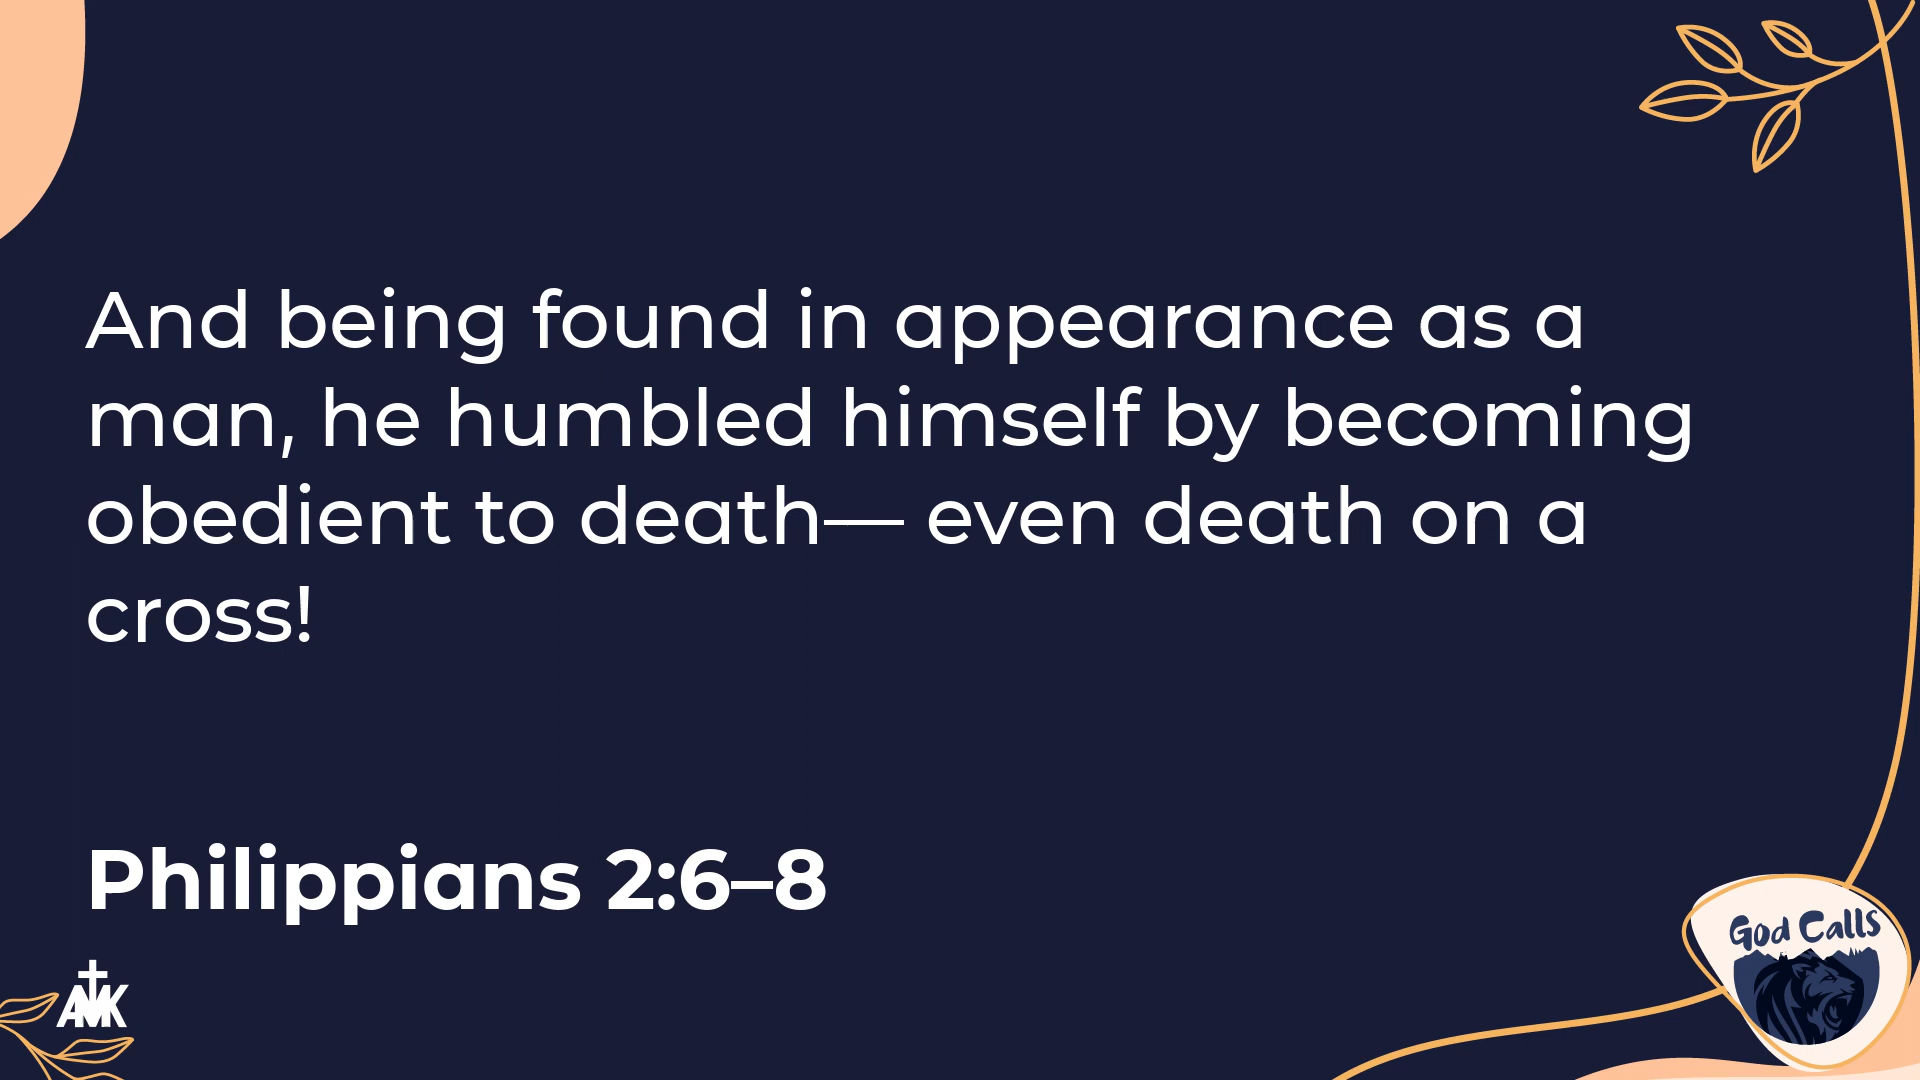 And being found in appearance as a
man, he humbled himself by becoming
obedient to death— even death on a
cross!
Philippians 2:6–8
AMK
God Calls